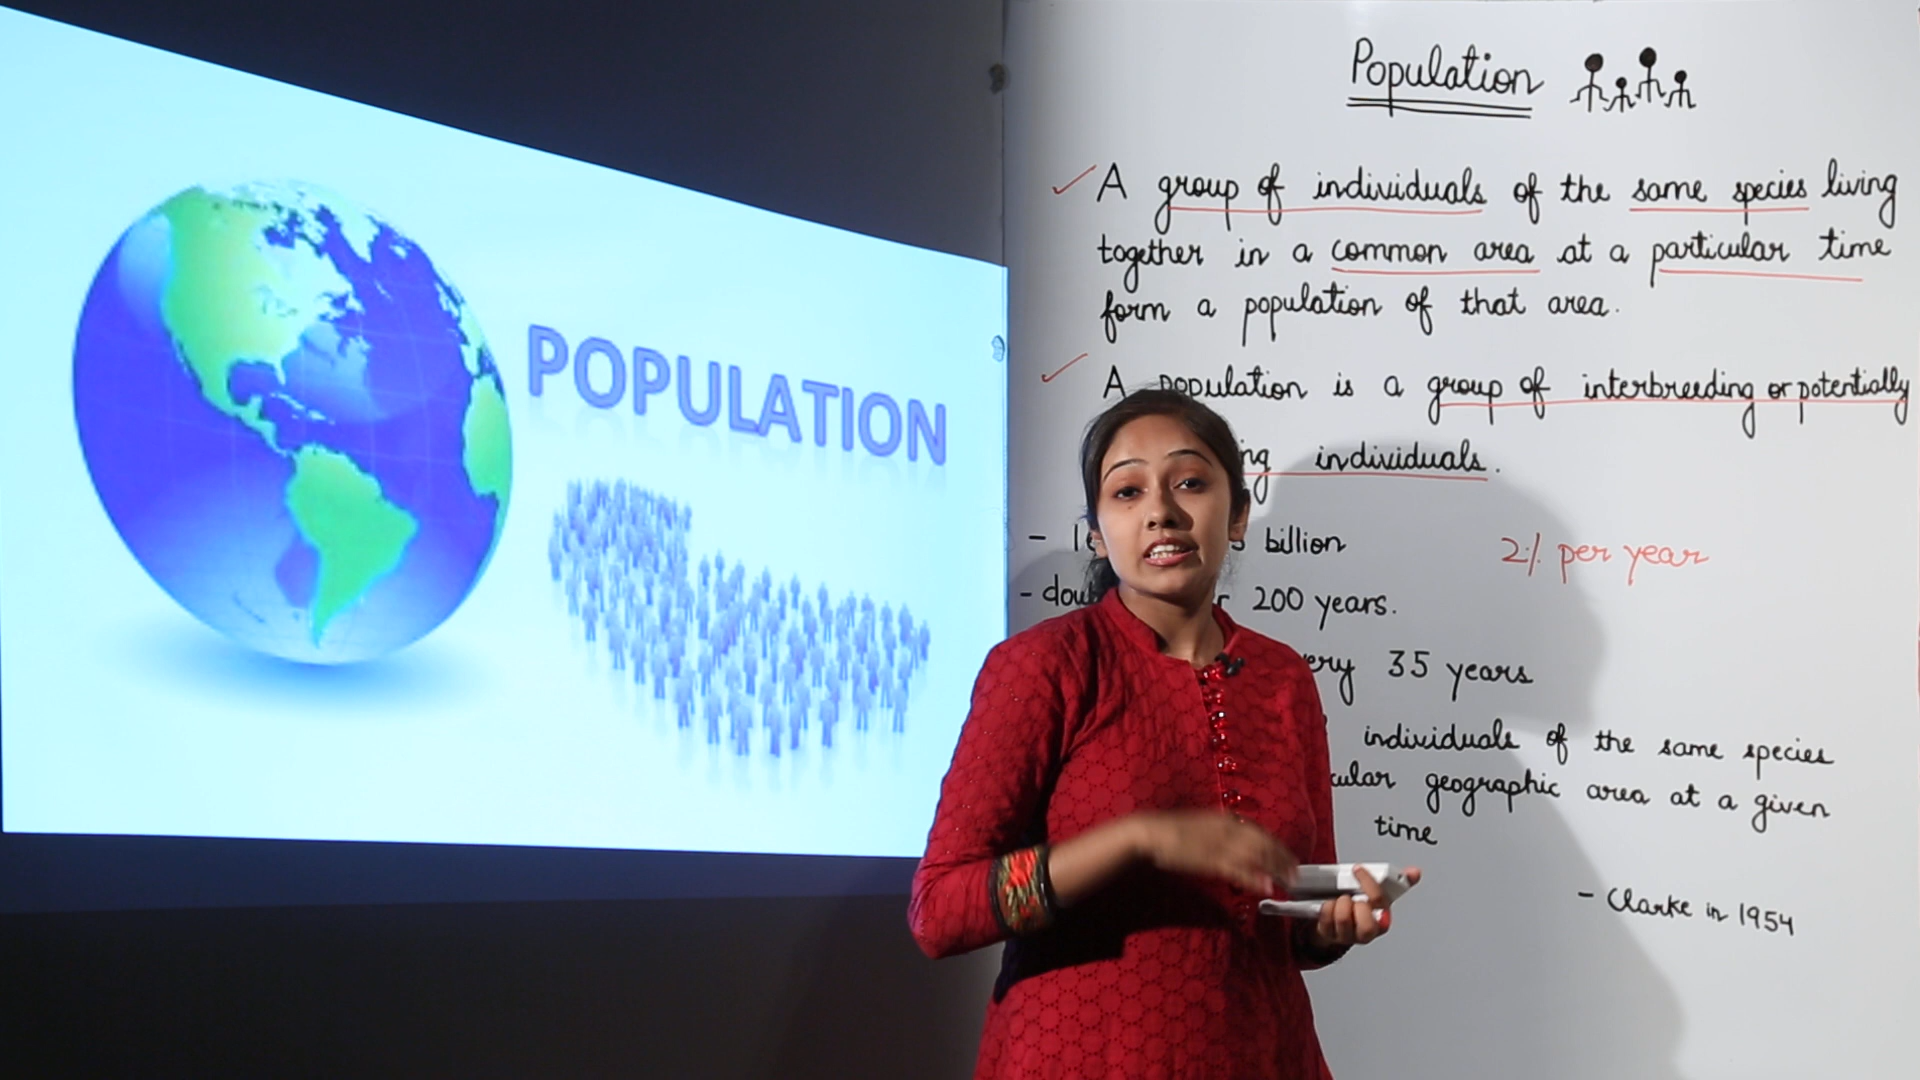 POPULATION
Population
A group of individuals of the same species living
together in a common area at a particular time
form a population of that area.
A population is a group of interbreeding or potentially
individuals.
- billion
2% per year
- 200 years.
35 years
individuals of the same species
geographic area at a given
time
- Clarke in 1954